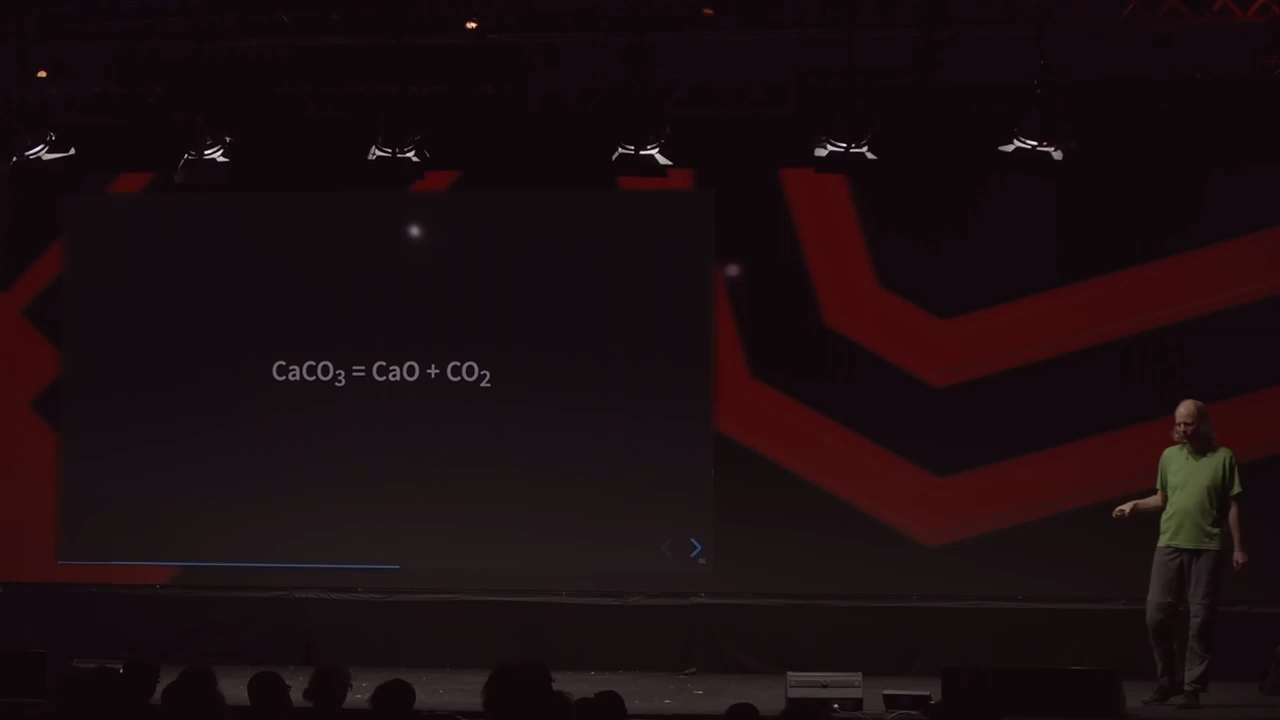 CaCO₃ = CaO + CO₂